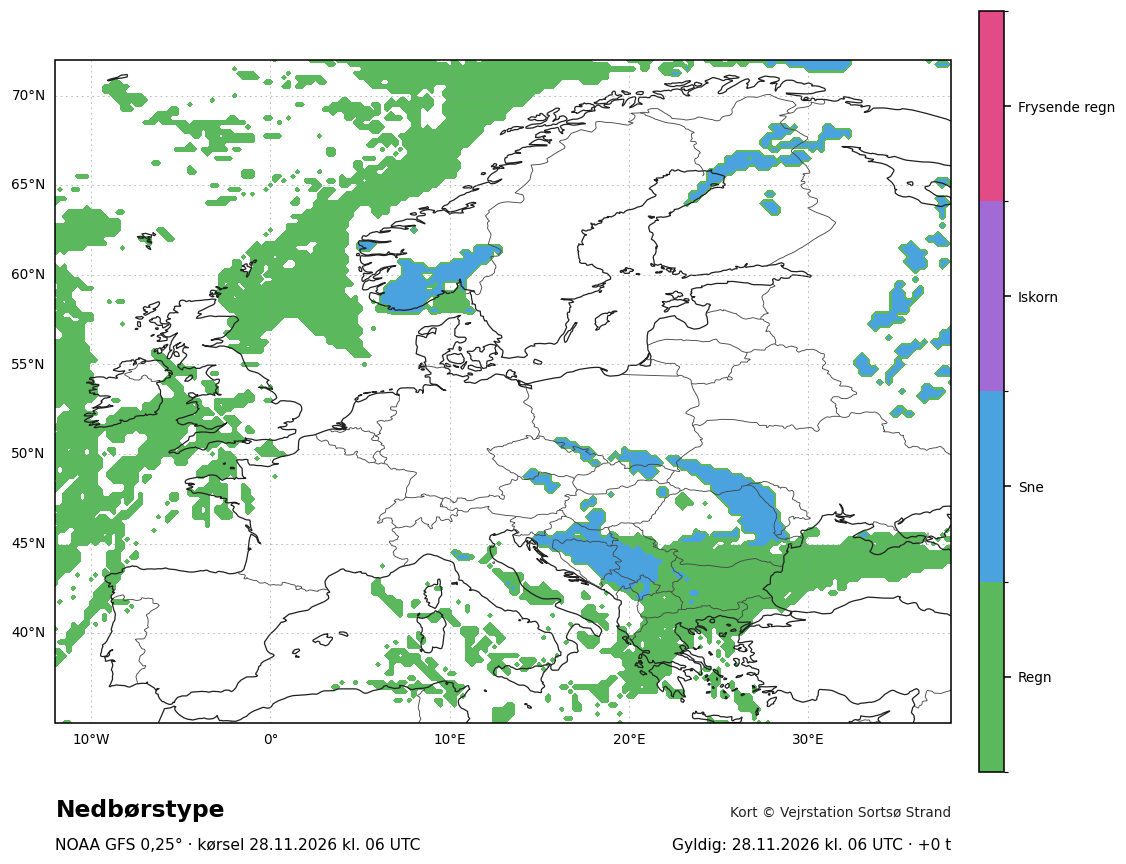 70°N
65°N
60°N
55°N
50°N
45°N
40°N
10°W
0°
10°E
20°E
30°E
Frysende regn
Iskorn
Sne
Regn
Nedbørstype
Kort © Vejrstation Sortsø Strand
NOAA GFS 0,25° · kørsel 28.11.2026 kl. 06 UTC
Gyldig: 28.11.2026 kl. 06 UTC · +0 t